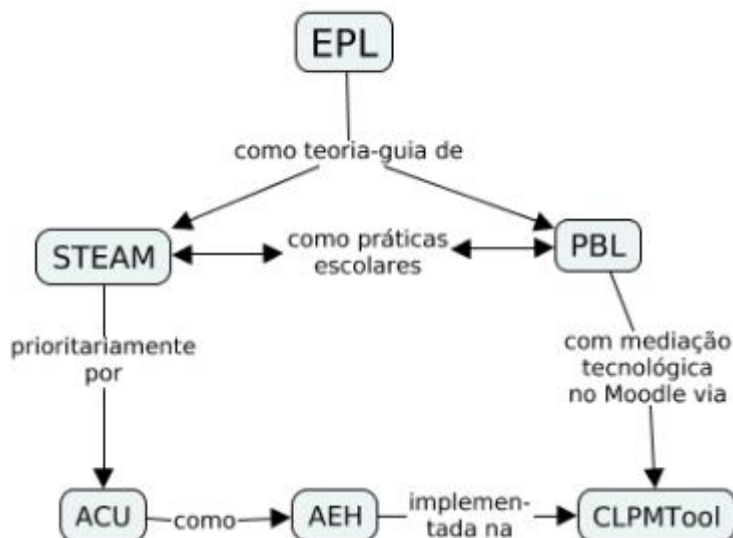 EPL
como teoria-guia de
STEAM
como práticas
escolares
PBL
prioritariamente
por
com mediação
tecnológica
no Moodle via
ACU
como
AEH
implemen-
tada na
CLPMTool